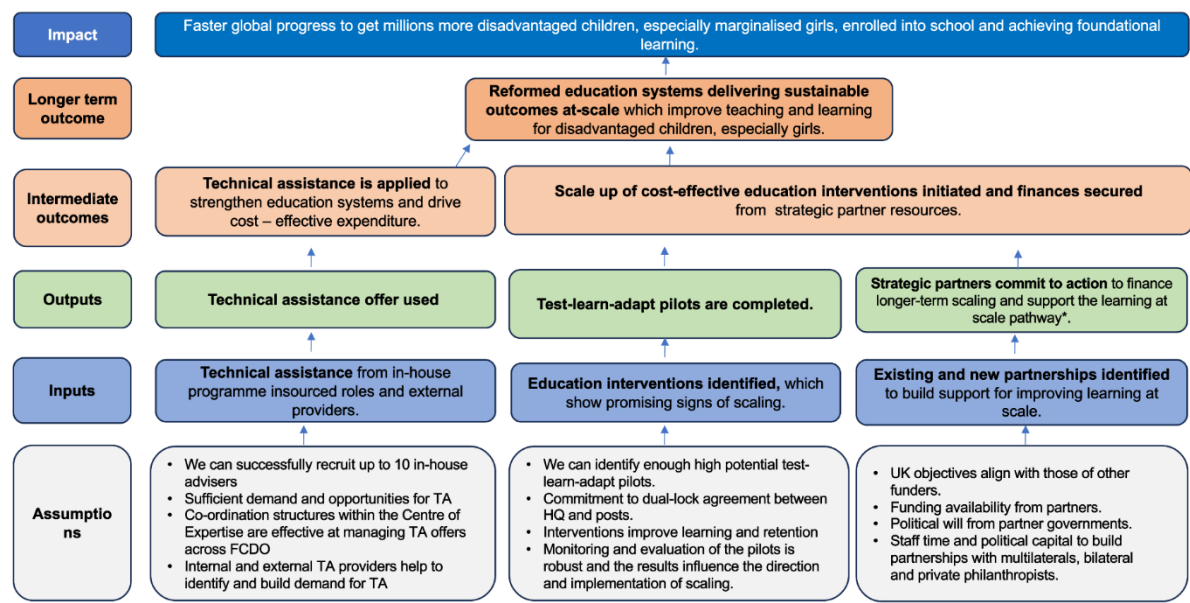 Impact
Faster global progress to get millions more disadvantaged children, especially marginalised girls, enrolled into school and achieving foundational
learning.
Longer term
outcome
Reformed education systems delivering sustainable
outcomes at-scale which improve teaching and learning
for disadvantaged children, especially girls.
Intermediate
outcomes
Technical assistance is applied to
strengthen education systems and drive
cost – effective expenditure.
Scale up of cost-effective education interventions initiated and finances secured
from strategic partner resources.
Outputs
Technical assistance offer used
Test-learn-adapt pilots are completed.
Strategic partners commit to action to finance
longer-term scaling and support the learning at
scale pathway*.
Inputs
Technical assistance from in-house
programme insourced roles and external
providers.
Education interventions identified, which
show promising signs of scaling.
Existing and new partnerships identified
to build support for improving learning at
scale.
Assumptio
ns
• We can successfully recruit up to 10 in-house
advisers
• Sufficient demand and opportunities for TA
• Co-ordination structures within the Centre of
Expertise are effective at managing TA offers
across FCDO
• Internal and external TA providers help to
identify and build demand for TA
• We can identify enough high potential test-
learn-adapt pilots.
• Commitment to dual-lock agreement between
HQ and posts.
• Interventions improve learning and retention
• Monitoring and evaluation of the pilots is
robust and the results influence the direction
and implementation of scaling.
• UK objectives align with those of other
funders.
• Funding availability from partners.
• Political will from partner governments.
• Staff time and political capital to build
partnerships with multilaterals, bilateral
and private philanthropists.